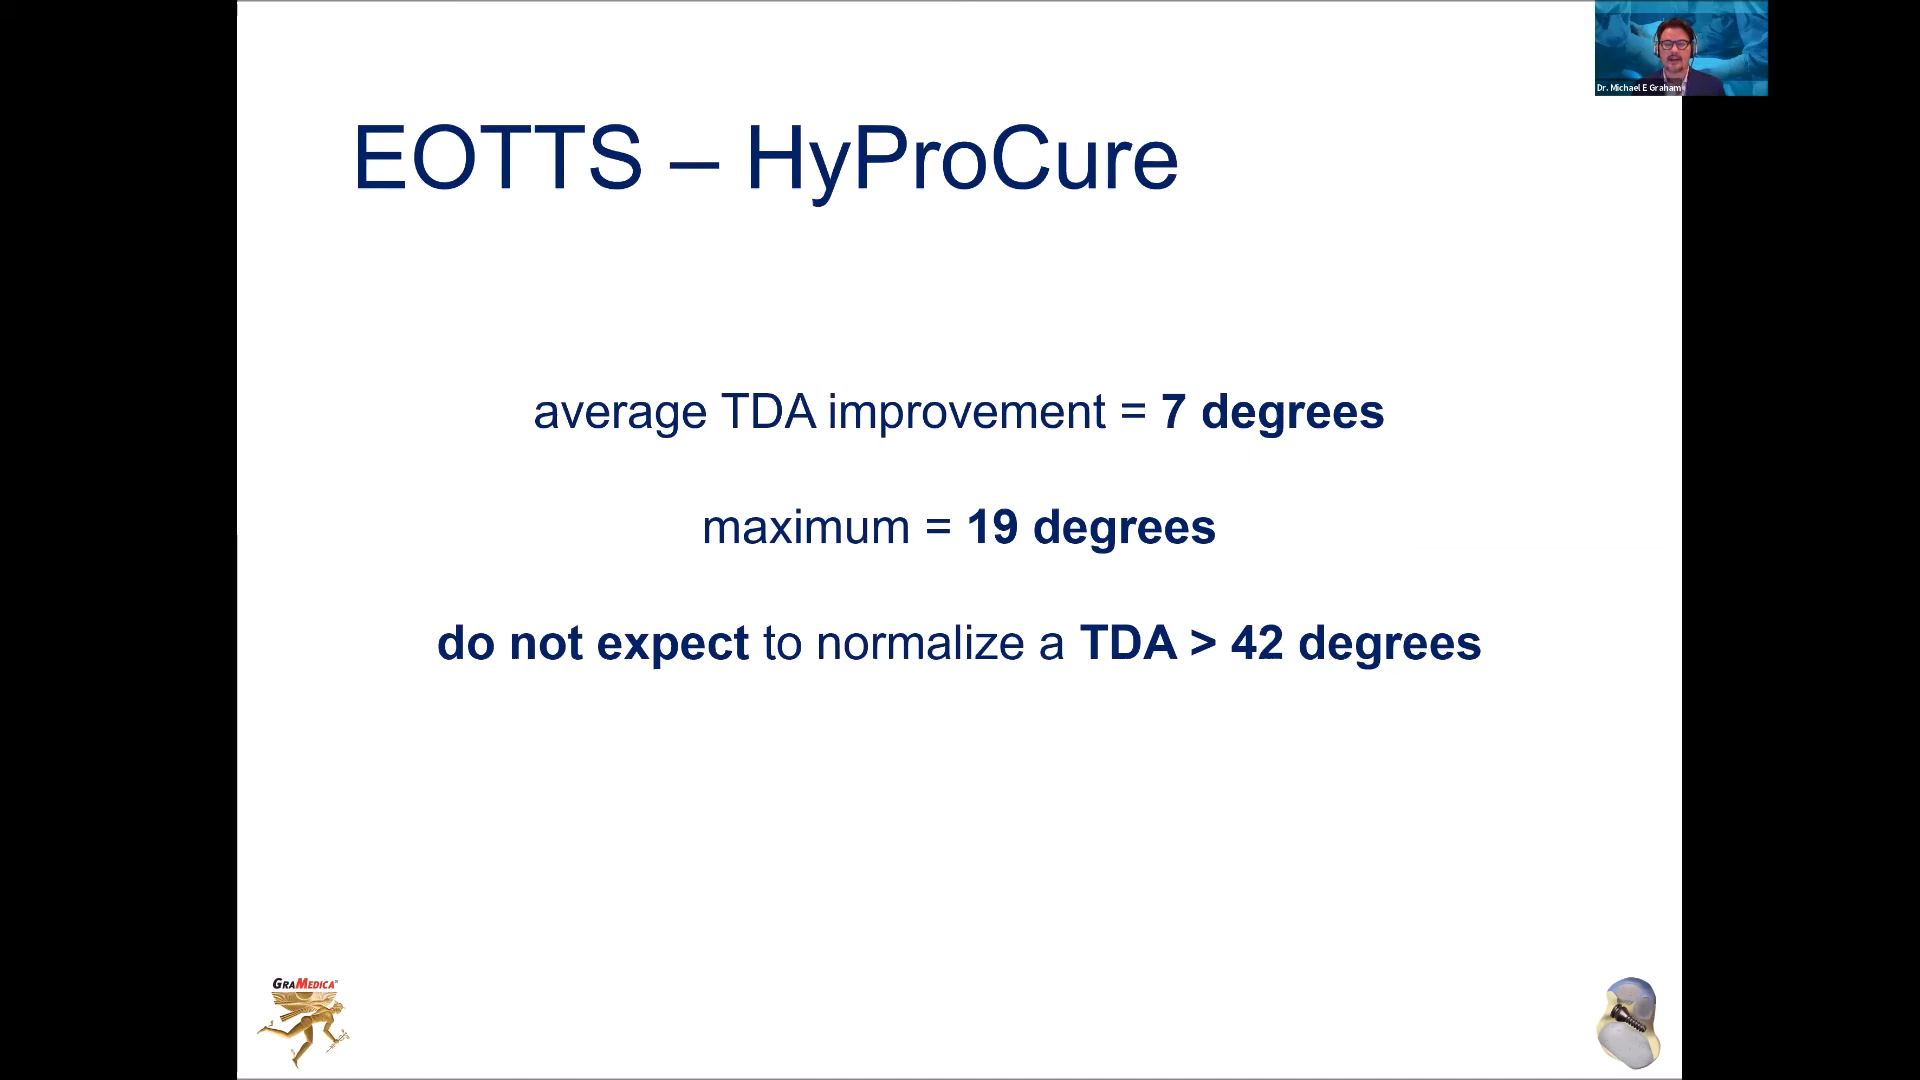 Dr. Michael E Graham
EOTTS – HyProCure
average TDA improvement = 7 degrees
maximum = 19 degrees
do not expect to normalize a TDA > 42 degrees
GRAMEDICA®